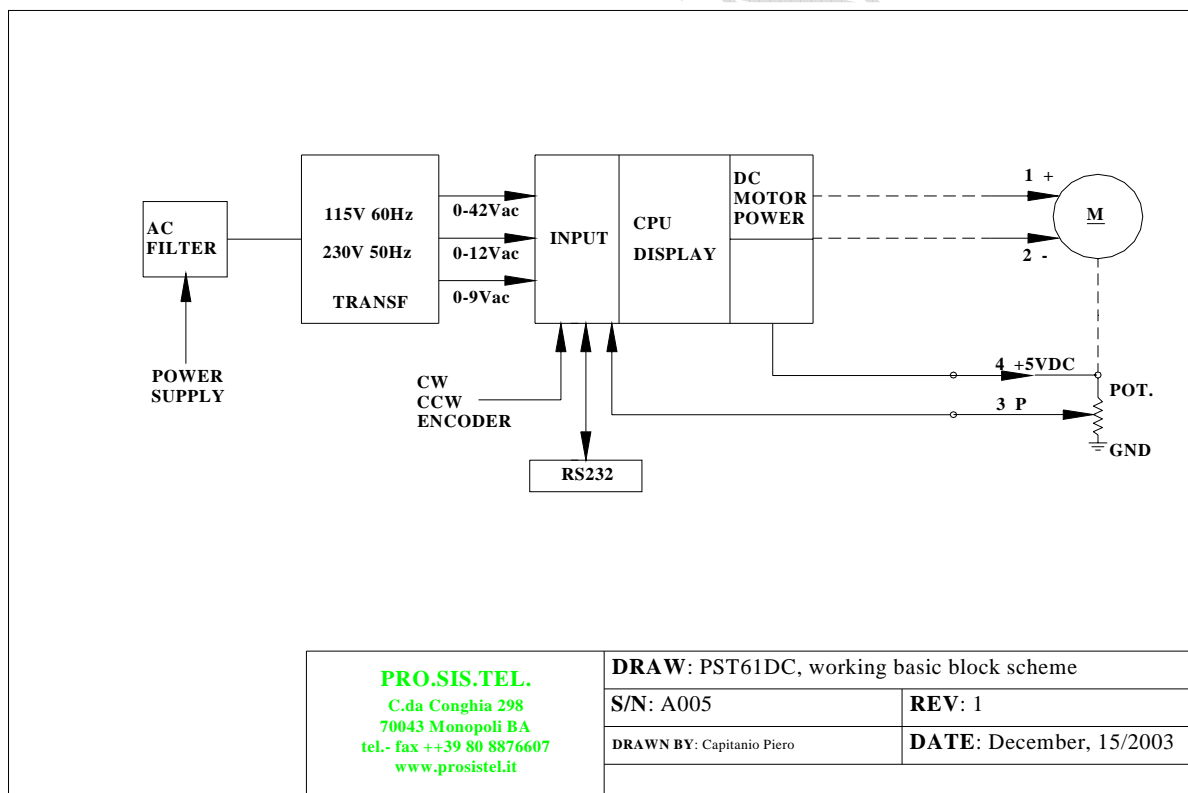 AC
FILTER
POWER
SUPPLY
115V 60Hz
230V 50Hz
TRANSF
0-42Vac
0-12Vac
0-9Vac
INPUT
CPU
DISPLAY
DC
MOTOR
POWER
1 +
2 -
M
CW
CCW
ENCODER
RS232
4 +5VDC
3 P
POT.
GND
PRO.SIS.TEL.
C.da Conghia 298
70043 Monopoli BA
tel.- fax ++39 80 8876607
www.prosistel.it
DRAW: PST61DC, working basic block scheme
S/N: A005
REV: 1
DRAWN BY: Capitanio Piero
DATE: December, 15/2003